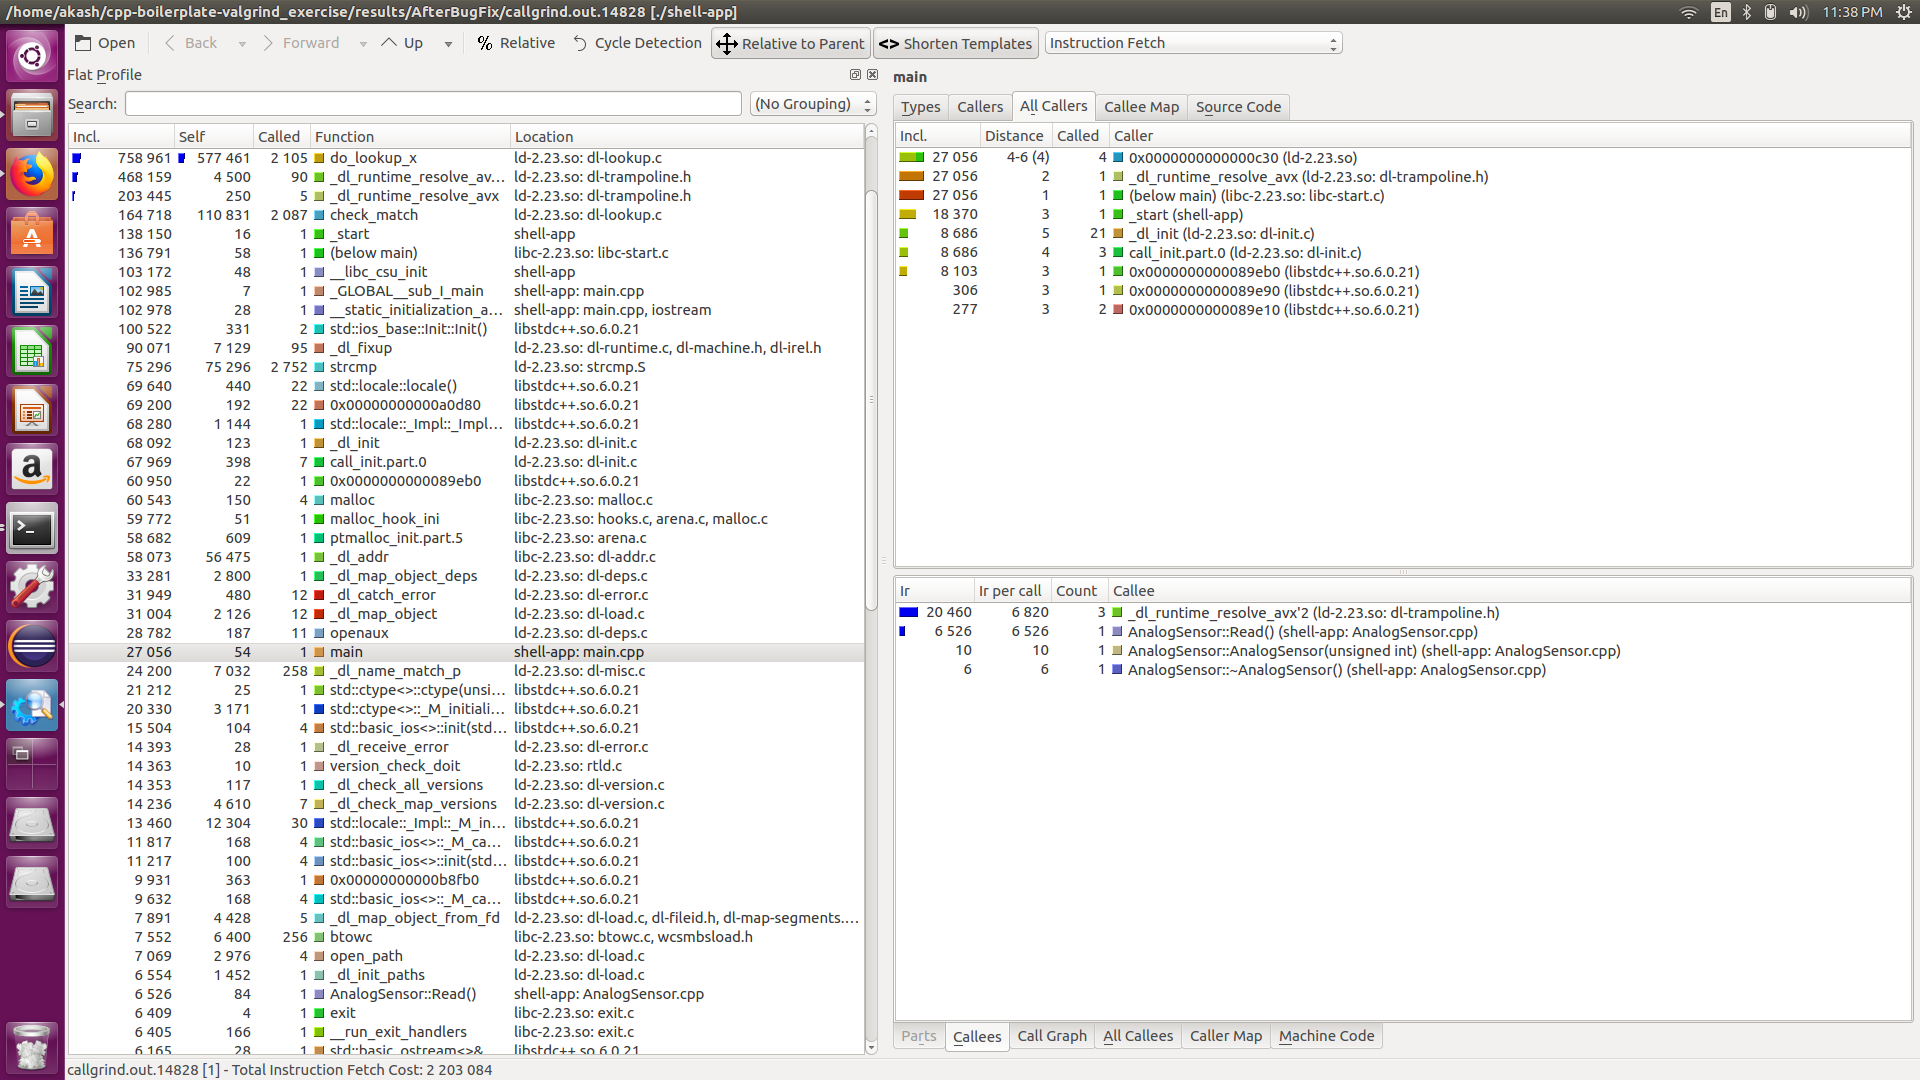 /home/akash/cpp-boilerplate-valgrind_exercise/results/AfterBugFix/callgrind.out.14828 [./shell-app] En 11:38 PM
Open Back Forward Up % Relative Cycle Detection Relative to Parent <> Shorten Templates Instruction Fetch
Flat Profile
Search: (No Grouping)
Incl. Self Called Function Location
758 961 577 461 2 105 do_lookup_x ld-2.23.so: dl-lookup.c
468 159 4 500 90 _dl_runtime_resolve_av... ld-2.23.so: dl-trampoline.h
203 445 250 5 _dl_runtime_resolve_avx ld-2.23.so: dl-trampoline.h
164 718 110 831 2 087 check_match ld-2.23.so: dl-lookup.c
138 150 16 1 _start shell-app
136 791 58 1 (below main) libc-2.23.so: libc-start.c
103 172 48 1 __libc_csu_init shell-app
102 985 7 1 _GLOBAL__sub_I_main shell-app: main.cpp
102 978 28 1 __static_initialization_a... shell-app: main.cpp, iostream
100 522 331 2 std::ios_base::Init::Init() libstdc++.so.6.0.21
90 071 7 129 95 _dl_fixup ld-2.23.so: dl-runtime.c, dl-machine.h, dl-irel.h
75 296 75 296 2 752 strcmp ld-2.23.so: strcmp.S
69 640 440 22 std::locale::locale() libstdc++.so.6.0.21
69 200 192 22 0x00000000000a0d80 libstdc++.so.6.0.21
68 280 1 144 1 std::locale::_Impl::_Impl... libstdc++.so.6.0.21
68 092 123 1 _dl_init ld-2.23.so: dl-init.c
67 969 398 7 call_init.part.0 ld-2.23.so: dl-init.c
60 950 22 1 0x0000000000089eb0 libstdc++.so.6.0.21
60 543 150 4 malloc libc-2.23.so: malloc.c
59 772 51 1 malloc_hook_ini libc-2.23.so: hooks.c, arena.c, malloc.c
58 682 609 1 ptmalloc_init.part.5 libc-2.23.so: arena.c
58 073 56 475 1 _dl_addr libc-2.23.so: dl-addr.c
33 281 2 800 1 _dl_map_object_deps ld-2.23.so: dl-deps.c
31 949 480 12 _dl_catch_error ld-2.23.so: dl-error.c
31 004 2 126 12 _dl_map_object ld-2.23.so: dl-load.c
28 782 187 11 openaux ld-2.23.so: dl-deps.c
27 056 54 1 main shell-app: main.cpp
24 200 7 032 258 _dl_name_match_p ld-2.23.so: dl-misc.c
21 212 25 1 std::ctype<>::ctype(unsi... libstdc++.so.6.0.21
20 330 3 171 1 std::ctype<>::_M_initiali... libstdc++.so.6.0.21
15 504 104 4 std::basic_ios<>::init(std... libstdc++.so.6.0.21
14 393 28 1 _dl_receive_error ld-2.23.so: dl-error.c
14 363 10 1 version_check_doit ld-2.23.so: rtld.c
14 353 117 1 _dl_check_all_versions ld-2.23.so: dl-version.c
14 236 4 610 7 _dl_check_map_versions ld-2.23.so: dl-version.c
13 460 12 304 30 std::locale::_Impl::_M_in... libstdc++.so.6.0.21
11 817 168 4 std::basic_ios<>::_M_ca... libstdc++.so.6.0.21
11 217 100 4 std::basic_ios<>::init(std... libstdc++.so.6.0.21
9 931 363 1 0x00000000000b8fb0 libstdc++.so.6.0.21
9 632 168 4 std::basic_ios<>::_M_ca... libstdc++.so.6.0.21
7 891 4 428 5 _dl_map_object_from_fd ld-2.23.so: dl-load.c, dl-fileid.h, dl-map-segments....
7 552 6 400 256 btowc libc-2.23.so: btowc.c, wcsmbsload.h
7 069 2 976 4 open_path ld-2.23.so: dl-load.c
6 554 1 452 1 _dl_init_paths ld-2.23.so: dl-load.c
6 526 84 1 AnalogSensor::Read() shell-app: AnalogSensor.cpp
6 409 4 1 exit libc-2.23.so: exit.c
6 405 166 1 __run_exit_handlers libc-2.23.so: exit.c
6 165 28 1 std::basic_ostream<>& libstdc++.so.6.0.21
main
Types Callers All Callers Callee Map Source Code
Incl. Distance Called Caller
27 056 4-6 (4) 4 0x0000000000000c30 (ld-2.23.so)
27 056 2 1 _dl_runtime_resolve_avx (ld-2.23.so: dl-trampoline.h)
27 056 1 1 (below main) (libc-2.23.so: libc-start.c)
18 370 3 1 _start (shell-app)
8 686 5 21 _dl_init (ld-2.23.so: dl-init.c)
8 686 4 3 call_init.part.0 (ld-2.23.so: dl-init.c)
8 103 3 1 0x0000000000089eb0 (libstdc++.so.6.0.21)
306 3 1 0x0000000000089e90 (libstdc++.so.6.0.21)
277 3 2 0x0000000000089e10 (libstdc++.so.6.0.21)
Ir Ir per call Count Callee
20 460 6 820 3 _dl_runtime_resolve_avx'2 (ld-2.23.so: dl-trampoline.h)
6 526 6 526 1 AnalogSensor::Read() (shell-app: AnalogSensor.cpp)
10 10 1 AnalogSensor::AnalogSensor(unsigned int) (shell-app: AnalogSensor.cpp)
6 6 1 AnalogSensor::~AnalogSensor() (shell-app: AnalogSensor.cpp)
Parts Callees Call Graph All Callees Caller Map Machine Code
callgrind.out.14828 [1] - Total Instruction Fetch Cost: 2 203 084